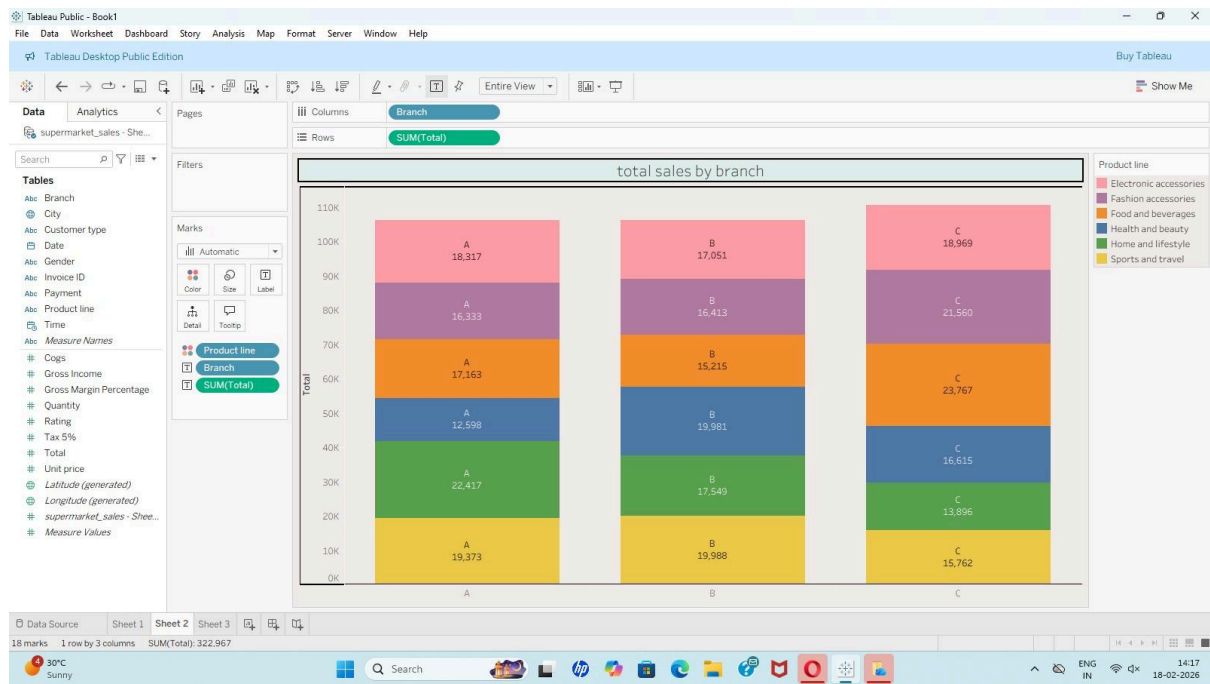 Tableau Public - Book1
File Data Worksheet Dashboard Story Analysis Map Format Server Window Help
Tableau Desktop Public Edition
Buy Tableau
Entire View
Show Me
Data Analytics
supermarket_sales - She...
Search
Tables
Abc Branch
City
Abc Customer type
Date
Abc Gender
Abc Invoice ID
Abc Payment
Abc Product line
Time
Abc Measure Names
# Cogs
# Gross Income
# Gross Margin Percentage
# Quantity
# Rating
# Tax 5%
# Total
# Unit price
Latitude (generated)
Longitude (generated)
# supermarket_sales - Shee...
# Measure Values
Pages
Filters
Marks
Automatic
Color Size Label
Detail Tooltip
Product line
Branch
SUM(Total)
Columns Branch
Rows SUM(Total)
total sales by branch
Total
110K
100K
90K
80K
70K
60K
50K
40K
30K
20K
10K
0K
A
18,317
A
16,333
A
17,163
A
12,598
A
22,417
A
19,373
A
B
17,051
B
16,413
B
15,215
B
19,981
B
17,549
B
19,988
B
C
18,969
C
21,560
C
23,767
C
16,615
C
13,896
C
15,762
C
Product line
Electronic accessories
Fashion accessories
Food and beverages
Health and beauty
Home and lifestyle
Sports and travel
Data Source Sheet 1 Sheet 2 Sheet 3
18 marks 1 row by 3 columns SUM(Total): 322,967
4
30°C
Sunny
Search
hp
ENG
IN
14:17
18-02-2026